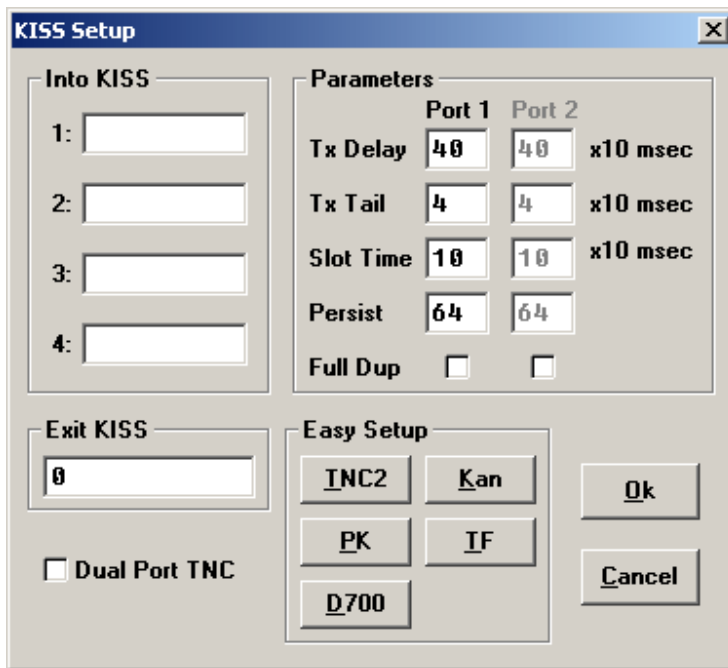 KISS Setup
Into KISS
1:
2:
3:
4:
Parameters
Port 1 Port 2
Tx Delay 40 40 x10 msec
Tx Tail 4 4 x10 msec
Slot Time 10 10 x10 msec
Persist 64 64
Full Dup
Exit KISS
0
Dual Port TNC
Easy Setup
TNC2 Kan
PK TF
D700
Ok
Cancel